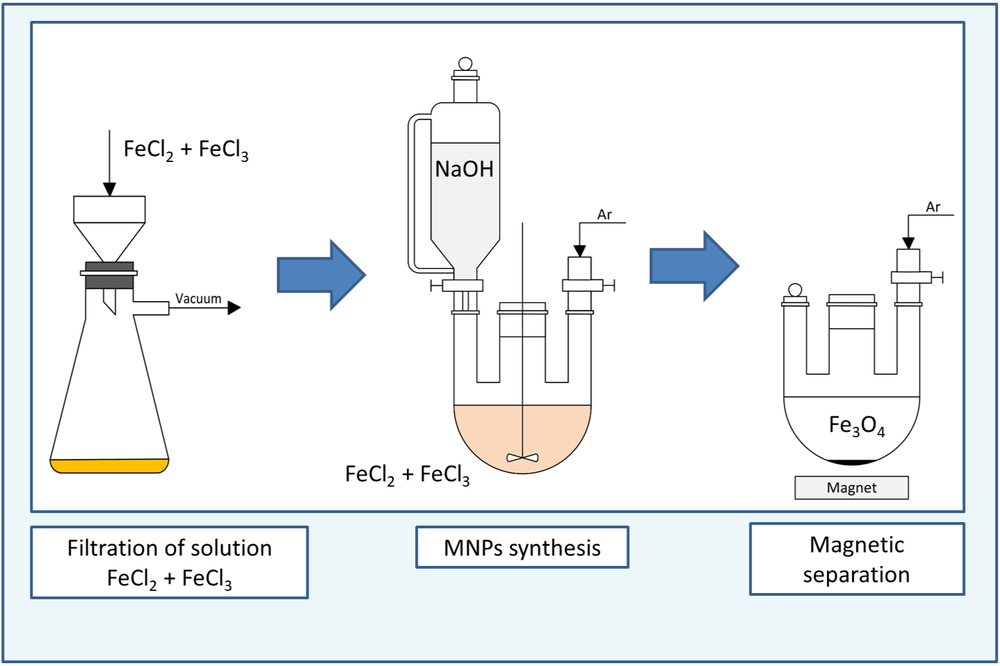 FeCl₂ + FeCl₃
Vacuum
NaOH
Ar
FeCl₂ + FeCl₃
Ar
Fe₃O₄
Magnet
Filtration of solution
FeCl₂ + FeCl₃
MNPs synthesis
Magnetic
separation